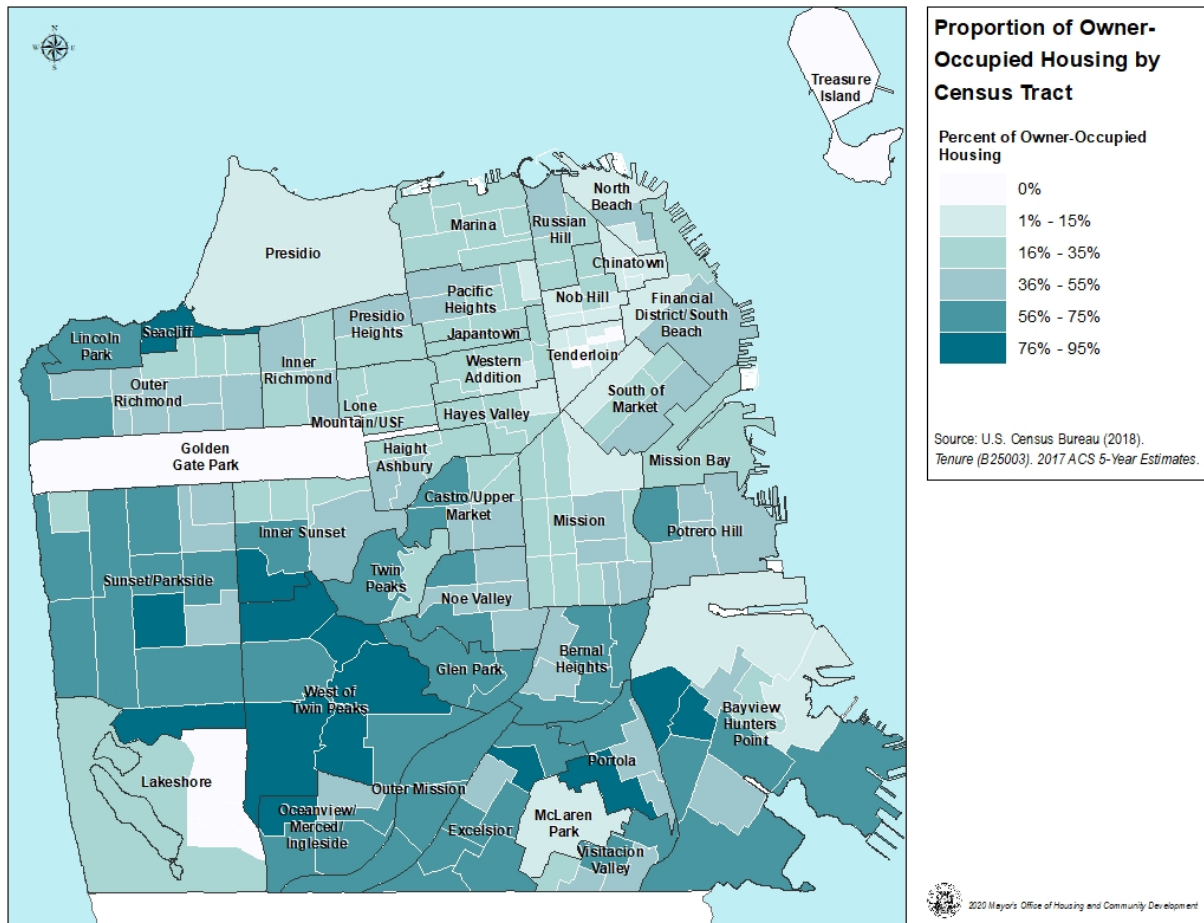 N
W
E
S
Treasure
Island
North
Beach
Marina
Russian
Hill
Presidio
Chinatown
Pacific
Heights
Nob Hill
Financial
District/South
Beach
Presidio
Heights
Seacliff
Lincoln
Park
Japantown
Tenderloin
Inner
Richmond
Western
Addition
Outer
Richmond
South of
Market
Lone
Mountain/USF
Hayes Valley
Golden
Gate Park
Haight
Ashbury
Mission Bay
Castro/Upper
Market
Mission
Inner Sunset
Potrero Hill
Sunset/Parkside
Twin
Peaks
Noe Valley
Bernal
Heights
Glen Park
West of
Twin Peaks
Bayview
Hunters
Point
Portola
Lakeshore
Outer Mission
Oceanview/
Merced/
Ingleside
McLaren
Park
Excelsior
Visitacion
Valley
Proportion of Owner-
Occupied Housing by
Census Tract
Percent of Owner-Occupied
Housing
0%
1% - 15%
16% - 35%
36% - 55%
56% - 75%
76% - 95%
Source: U.S. Census Bureau (2018).
Tenure (B25003). 2017 ACS 5-Year Estimates.
2020 Mayor's Office of Housing and Community Development